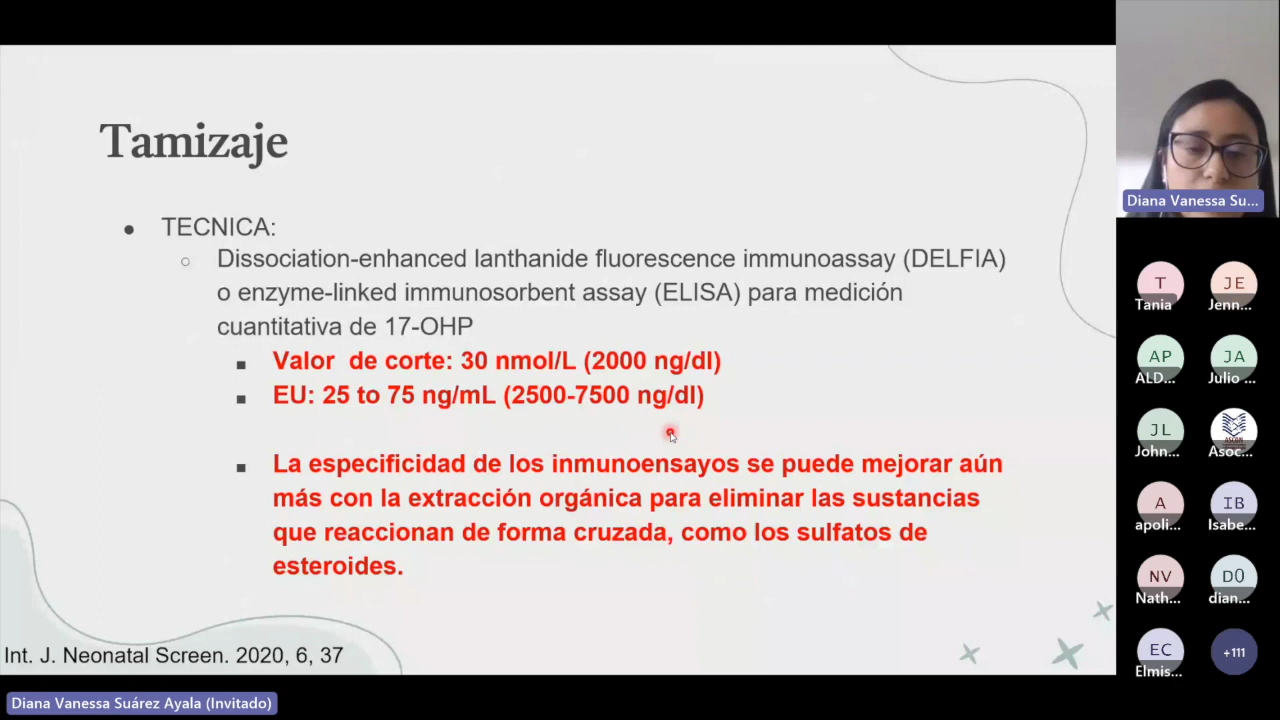 Tamizaje
TECNICA:
Dissociation-enhanced lanthanide fluorescence immunoassay (DELFIA)
o enzyme-linked immunosorbent assay (ELISA) para medición
cuantitativa de 17-OHP
Valor de corte: 30 nmol/L (2000 ng/dl)
EU: 25 to 75 ng/mL (2500-7500 ng/dl)
La especificidad de los inmunoensayos se puede mejorar aún
más con la extracción orgánica para eliminar las sustancias
que reaccionan de forma cruzada, como los sulfatos de
esteroides.
Int. J. Neonatal Screen. 2020, 6, 37
Diana Vanessa Suárez Ayala (Invitado)
Diana Vanessa Su...
T
Tania
JE
Jenn...
AP
ALD...
JA
Julio ...
JL
John...
Asoc...
A
apoli...
IB
Isabe...
NV
Nath...
D0
dian...
EC
Elmis...
+111